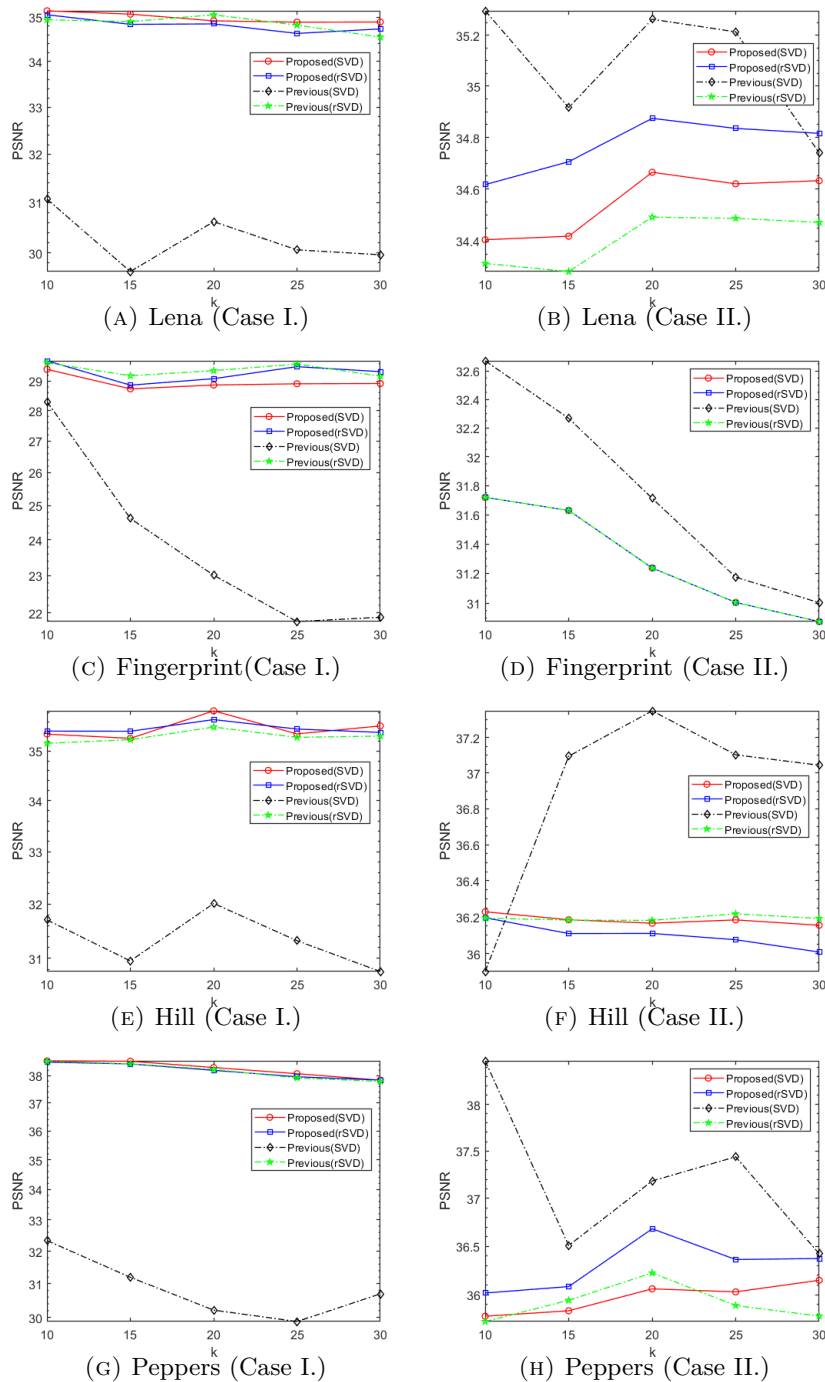 35
34
33
32
31
30
PSNR
10 15 20 25 30
k
Proposed(SVD)
Proposed(rSVD)
Previous(SVD)
Previous(rSVD)
(A) Lena (Case I.)
35.2
35
34.8
34.6
34.4
PSNR
10 15 20 25 30
k
Proposed(SVD)
Proposed(rSVD)
Previous(SVD)
Previous(rSVD)
(B) Lena (Case II.)
29
28
27
26
25
24
23
22
PSNR
10 15 20 25 30
k
Proposed(SVD)
Proposed(rSVD)
Previous(SVD)
Previous(rSVD)
(C) Fingerprint(Case I.)
32.6
32.4
32.2
32
31.8
31.6
31.4
31.2
31
PSNR
10 15 20 25 30
k
Proposed(SVD)
Proposed(rSVD)
Previous(SVD)
Previous(rSVD)
(D) Fingerprint (Case II.)
35
34
33
32
31
PSNR
10 15 20 25 30
k
Proposed(SVD)
Proposed(rSVD)
Previous(SVD)
Previous(rSVD)
(E) Hill (Case I.)
37.2
37
36.8
36.6
36.4
36.2
36
PSNR
10 15 20 25 30
k
Proposed(SVD)
Proposed(rSVD)
Previous(SVD)
Previous(rSVD)
(F) Hill (Case II.)
38
37
36
35
34
33
32
31
30
PSNR
10 15 20 25 30
k
Proposed(SVD)
Proposed(rSVD)
Previous(SVD)
Previous(rSVD)
(G) Peppers (Case I.)
38
37.5
37
36.5
36
PSNR
10 15 20 25 30
k
Proposed(SVD)
Proposed(rSVD)
Previous(SVD)
Previous(rSVD)
(H) Peppers (Case II.)